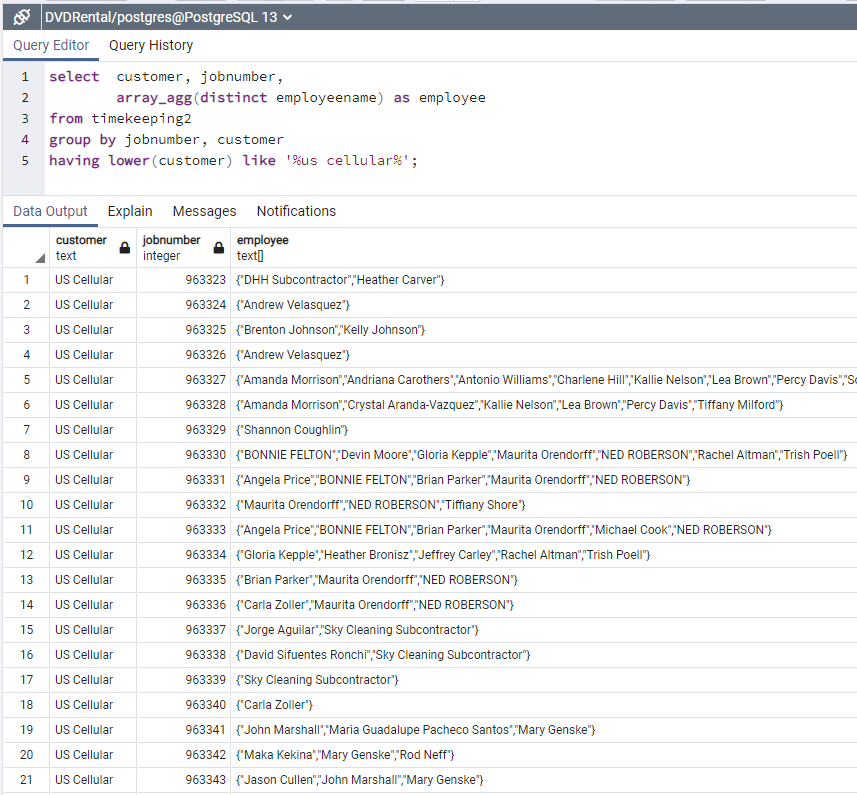 DVDRental/postgres@PostgreSQL 13
Query Editor Query History
1 select  customer, jobnumber,
2         array_agg(distinct employeename) as employee
3 from timekeeping2
4 group by jobnumber, customer
5 having lower(customer) like '%us cellular%';
Data Output Explain Messages Notifications
customer jobnumber employee
text integer text[]
1 US Cellular 963323 {"DHH Subcontractor","Heather Carver"}
2 US Cellular 963324 {"Andrew Velasquez"}
3 US Cellular 963325 {"Brenton Johnson","Kelly Johnson"}
4 US Cellular 963326 {"Andrew Velasquez"}
5 US Cellular 963327 {"Amanda Morrison","Andriana Carothers","Antonio Williams","Charlene Hill","Kallie Nelson","Lea Brown","Percy Davis","Sc
6 US Cellular 963328 {"Amanda Morrison","Crystal Aranda-Vazquez","Kallie Nelson","Lea Brown","Percy Davis","Tiffany Milford"}
7 US Cellular 963329 {"Shannon Coughlin"}
8 US Cellular 963330 {"BONNIE FELTON","Devin Moore","Gloria Kepple","Maurita Orendorff","NED ROBERSON","Rachel Altman","Trish Poell"}
9 US Cellular 963331 {"Angela Price","BONNIE FELTON","Brian Parker","Maurita Orendorff","NED ROBERSON"}
10 US Cellular 963332 {"Maurita Orendorff","NED ROBERSON","Tiffiany Shore"}
11 US Cellular 963333 {"Angela Price","BONNIE FELTON","Brian Parker","Maurita Orendorff","Michael Cook","NED ROBERSON"}
12 US Cellular 963334 {"Gloria Kepple","Heather Bronisz","Jeffrey Carley","Rachel Altman","Trish Poell"}
13 US Cellular 963335 {"Brian Parker","Maurita Orendorff","NED ROBERSON"}
14 US Cellular 963336 {"Carla Zoller","Maurita Orendorff","NED ROBERSON"}
15 US Cellular 963337 {"Jorge Aguilar","Sky Cleaning Subcontractor"}
16 US Cellular 963338 {"David Sifuentes Ronchi","Sky Cleaning Subcontractor"}
17 US Cellular 963339 {"Sky Cleaning Subcontractor"}
18 US Cellular 963340 {"Carla Zoller"}
19 US Cellular 963341 {"John Marshall","Maria Guadalupe Pacheco Santos","Mary Genske"}
20 US Cellular 963342 {"Maka Kekina","Mary Genske","Rod Neff"}
21 US Cellular 963343 {"Jason Cullen","John Marshall","Mary Genske"}